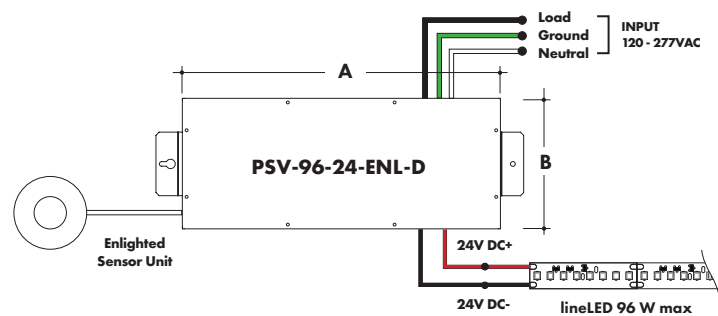 Load
Ground
Neutral
INPUT
120 - 277VAC
A
PSV-96-24-ENL-D
B
Enlighted
Sensor Unit
24V DC+
24V DC-
lineLED 96 W max